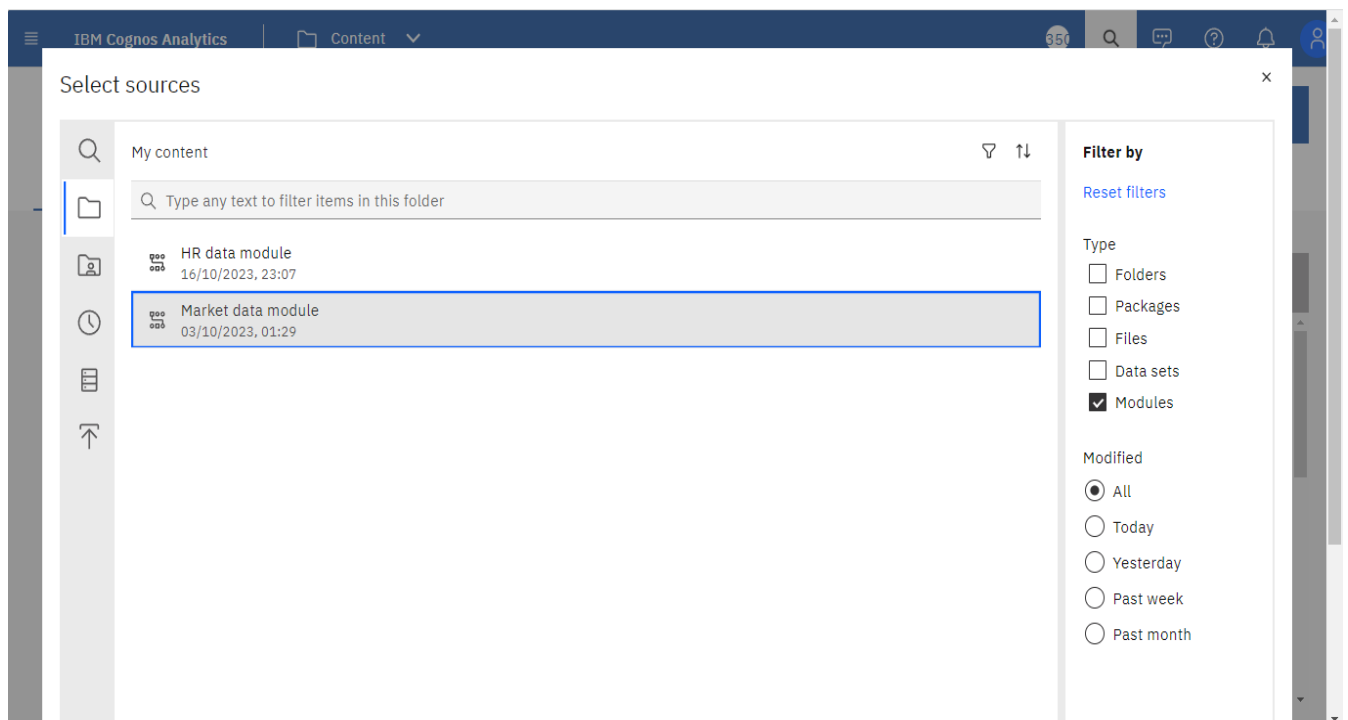 IBM Cognos Analytics
Content
350
Select sources
My content
Type any text to filter items in this folder
HR data module
16/10/2023, 23:07
Market data module
03/10/2023, 01:29
Filter by
Reset filters
Type
Folders
Packages
Files
Data sets
Modules
Modified
All
Today
Yesterday
Past week
Past month